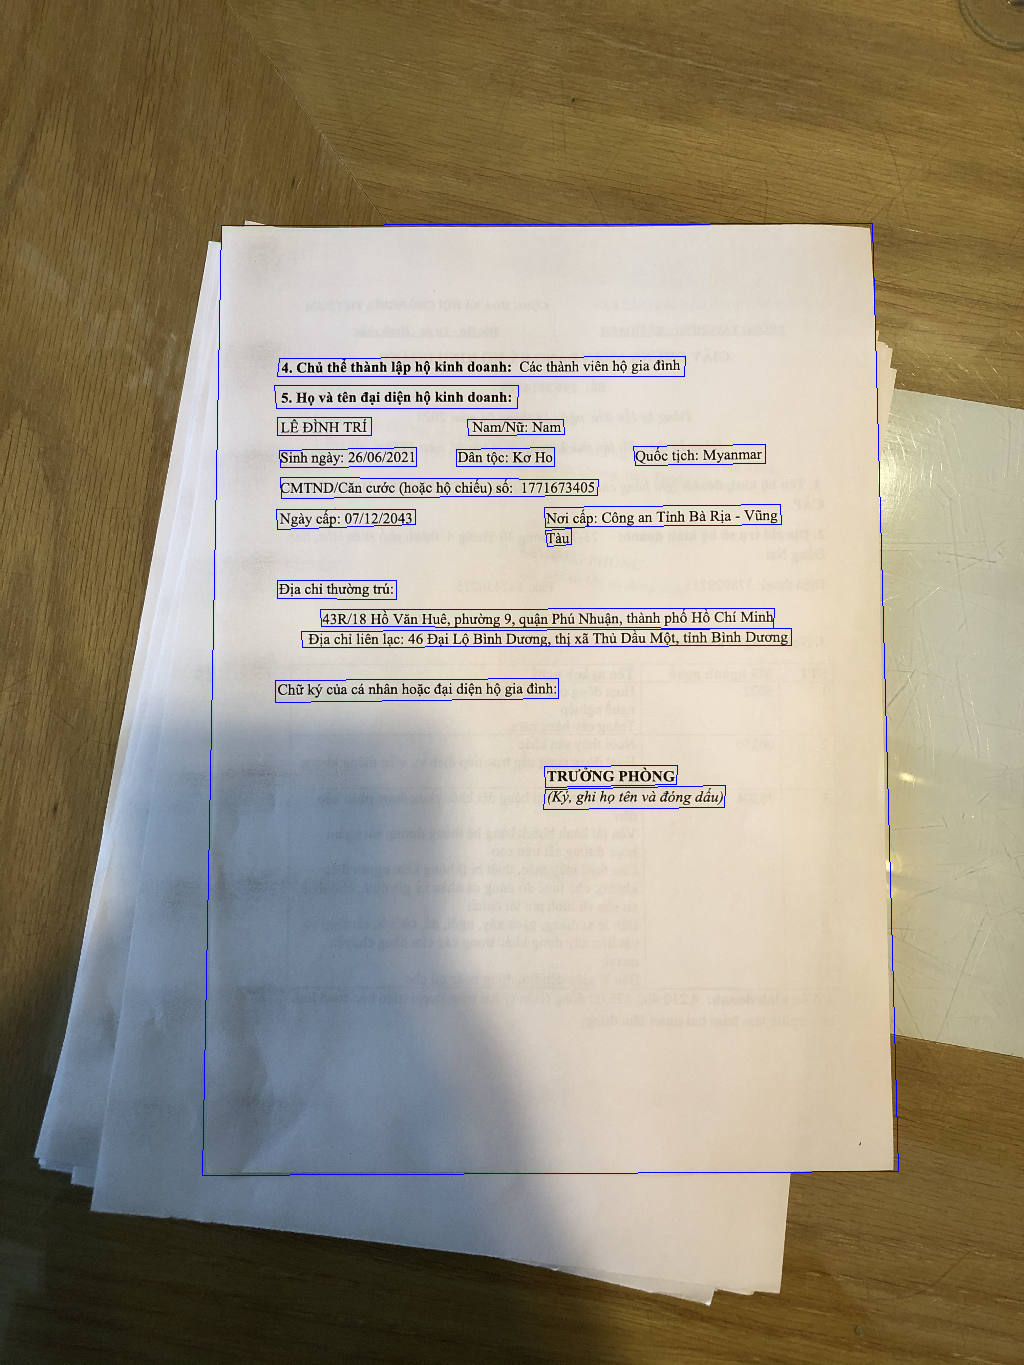 4. Chủ thể thành lập hộ kinh doanh: Các thành viên hộ gia đình
5. Họ và tên đại diện hộ kinh doanh:
LÊ ĐÌNH TRÍ Nam/Nữ: Nam
Sinh ngày: 26/06/2021 Dân tộc: Kơ Ho Quốc tịch: Myanmar
CMTND/Căn cước (hoặc hộ chiếu) số: 1771673405
Ngày cấp: 07/12/2043 Nơi cấp: Công an Tỉnh Bà Rịa - Vũng
Tàu
Địa chỉ thường trú:
43R/18 Hồ Văn Huê, phường 9, quận Phú Nhuận, thành phố Hồ Chí Minh
Địa chỉ liên lạc: 46 Đại Lộ Bình Dương, thị xã Thủ Dầu Một, tỉnh Bình Dương
Chữ ký của cá nhân hoặc đại diện hộ gia đình:
TRƯỞNG PHÒNG
(Ký, ghi họ tên và đóng dấu)